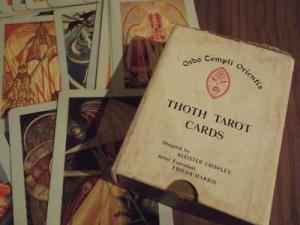 Ordo Templi Orientis
THOTH TAROT
CARDS
Designed by
ALEISTER CROWLEY
Artist Executant
FRIEDA HARRIS